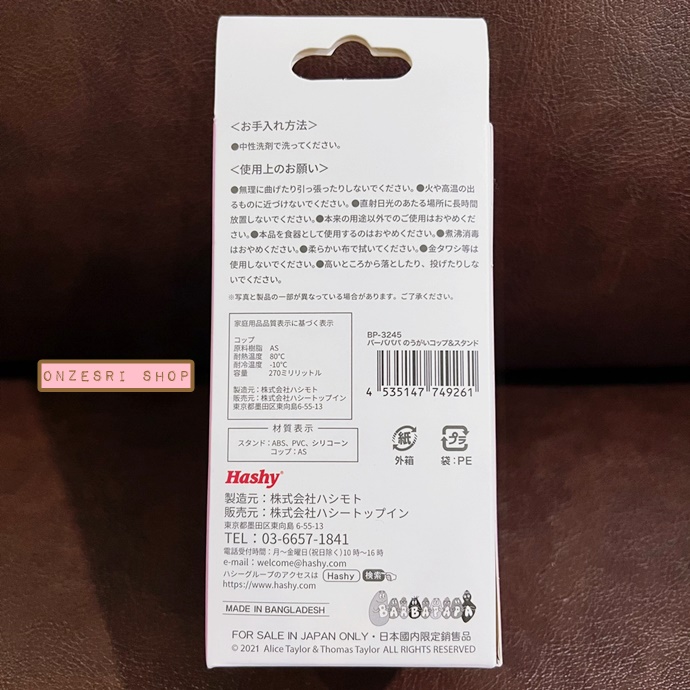 ＜お手入れ方法＞
●中性洗剤で洗ってください。
＜使用上のお願い＞
●無理に曲げたり引っ張ったりしないでください。●火や高温の出
るものに近づけないでください。●直射日光のあたる場所に長時間
放置しないでください。●本来の用途以外でのご使用はおやめくだ
さい。●本品を食器として使用するのはおやめください。●煮沸消毒
はおやめください。●柔らかい布で拭いてください。●金タワシ等は
使用しないでください。●高いところから落としたり、投げたりしな
いでください。
※写真と製品の一部が異なっている場合があります。ご了承ください。
家庭用品品質表示に基づく表示
コップ
原料樹脂 AS
耐熱温度 80℃
耐冷温度 -10℃
容量 270ミリリットル
製造元：株式会社ハシモト
販売元：株式会社ハシートップイン
東京都墨田区東向島6-55-13
BP-3245
バーバパパ のうがいコップ&スタンド
4 535147 749261
材質表示
スタンド：ABS、PVC、シリコーン
コップ：AS
紙
外箱
プラ
袋：PE
Hashy
製造元：株式会社ハシモト
販売元：株式会社ハシートップイン
東京都墨田区東向島 6-55-13
TEL：03-6657-1841
電話受付時間：月～金曜日(祝日除く)10時～16時
e-mail：welcome@hashy.com
ハシーグループのアクセスは Hashy 検索
https://www.hashy.com
MADE IN BANGLADESH
BARBAPAPA
FOR SALE IN JAPAN ONLY・日本國内限定銷售品
© 2021 Alice Taylor & Thomas Taylor ALL RIGHTS RESERVED
ONZESRI SHOP